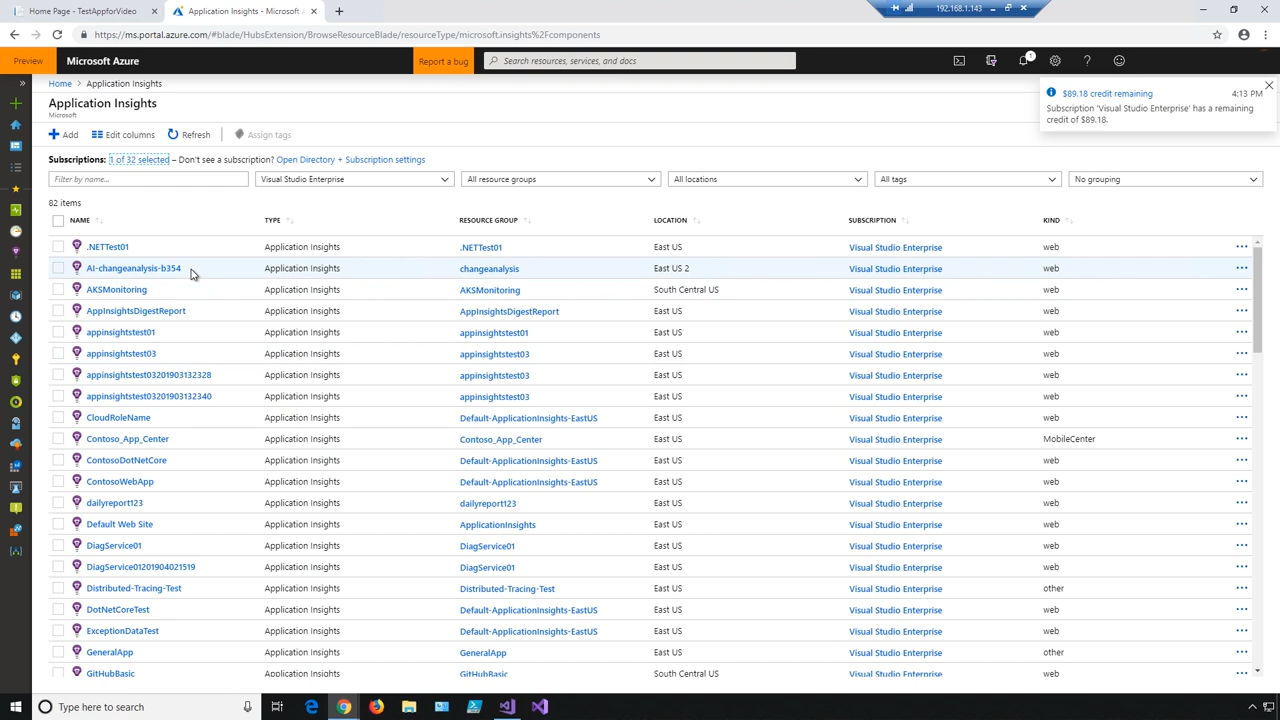 Home Page - TestAppforVideo
Application Insights - Microsoft A
192.168.1.143
https://ms.portal.azure.com/#blade/HubsExtension/BrowseResourceBlade/resourceType/microsoft.insights%2Fcomponents
Preview
Microsoft Azure
Report a bug
Search resources, services, and docs
1
Home
Application Insights
$89.18 credit remaining
4:13 PM
Subscription 'Visual Studio Enterprise' has a remaining
credit of $89.18.
Application Insights
Microsoft
Add
Edit columns
Refresh
Assign tags
Subscriptions: 1 of 32 selected – Don't see a subscription? Open Directory + Subscription settings
Filter by name...
Visual Studio Enterprise
All resource groups
All locations
All tags
No grouping
82 items
NAME TYPE RESOURCE GROUP LOCATION SUBSCRIPTION KIND
.NETTest01 Application Insights .NETTest01 East US Visual Studio Enterprise web
AI-changeanalysis-b354 Application Insights changeanalysis East US 2 Visual Studio Enterprise web
AKSMonitoring Application Insights AKSMonitoring South Central US Visual Studio Enterprise web
AppInsightsDigestReport Application Insights AppInsightsDigestReport East US Visual Studio Enterprise web
appinsightstest01 Application Insights appinsightstest01 East US Visual Studio Enterprise web
appinsightstest03 Application Insights appinsightstest03 East US Visual Studio Enterprise web
appinsightstest03201903132328 Application Insights appinsightstest03 East US Visual Studio Enterprise web
appinsightstest03201903132340 Application Insights appinsightstest03 East US Visual Studio Enterprise web
CloudRoleName Application Insights Default-ApplicationInsights-EastUS East US Visual Studio Enterprise web
Contoso_App_Center Application Insights Contoso_App_Center East US Visual Studio Enterprise MobileCenter
ContosoDotNetCore Application Insights Default-ApplicationInsights-EastUS East US Visual Studio Enterprise web
ContosoWebApp Application Insights Default-ApplicationInsights-EastUS East US Visual Studio Enterprise web
dailyreport123 Application Insights dailyreport123 East US Visual Studio Enterprise web
Default Web Site Application Insights ApplicationInsights East US Visual Studio Enterprise web
DiagService01 Application Insights DiagService01 East US Visual Studio Enterprise web
DiagService01201904021519 Application Insights DiagService01 East US Visual Studio Enterprise web
Distributed-Tracing-Test Application Insights Distributed-Tracing-Test East US Visual Studio Enterprise other
DotNetCoreTest Application Insights Default-ApplicationInsights-EastUS East US Visual Studio Enterprise web
ExceptionDataTest Application Insights Default-ApplicationInsights-EastUS East US Visual Studio Enterprise web
GeneralApp Application Insights GeneralApp East US Visual Studio Enterprise other
GitHubBasic Application Insights GitHubBasic South Central US Visual Studio Enterprise web
Type here to search